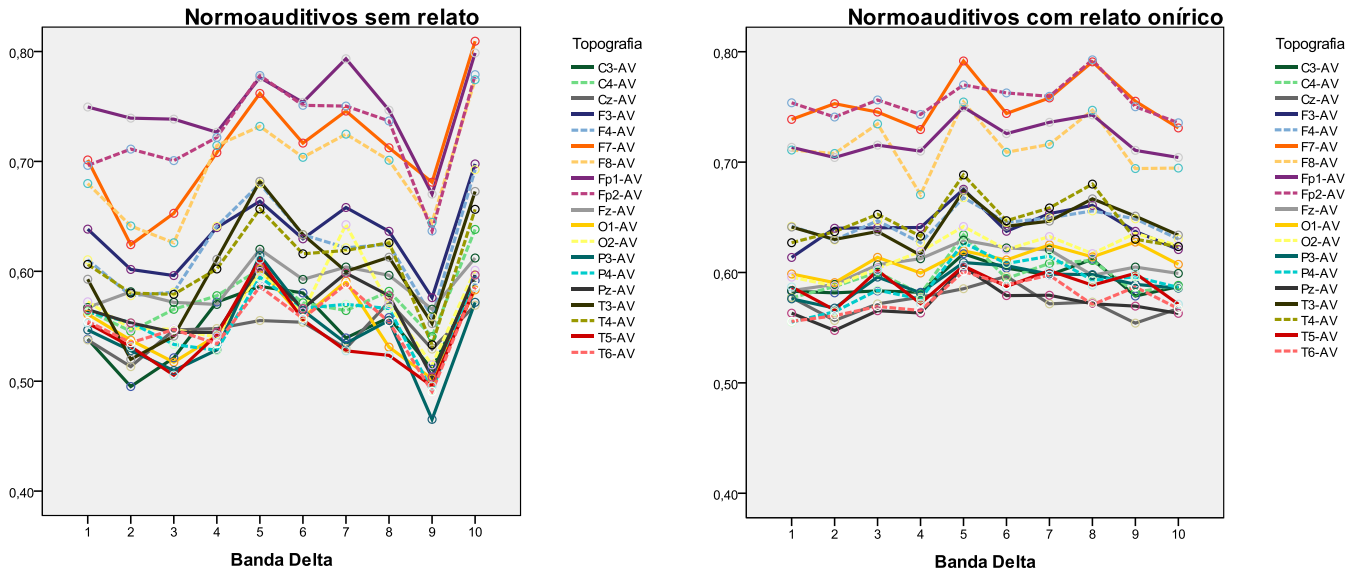 Normoauditivos sem relato
0,80
0,70
0,60
0,50
0,40
1 2 3 4 5 6 7 8 9 10
Banda Delta
Topografia
C3-AV
C4-AV
Cz-AV
F3-AV
F4-AV
F7-AV
F8-AV
Fp1-AV
Fp2-AV
Fz-AV
O1-AV
O2-AV
P3-AV
P4-AV
Pz-AV
T3-AV
T4-AV
T5-AV
T6-AV
Normoauditivos com relato onírico
0,80
0,70
0,60
0,50
0,40
1 2 3 4 5 6 7 8 9 10
Banda Delta
Topografia
C3-AV
C4-AV
Cz-AV
F3-AV
F4-AV
F7-AV
F8-AV
Fp1-AV
Fp2-AV
Fz-AV
O1-AV
O2-AV
P3-AV
P4-AV
Pz-AV
T3-AV
T4-AV
T5-AV
T6-AV